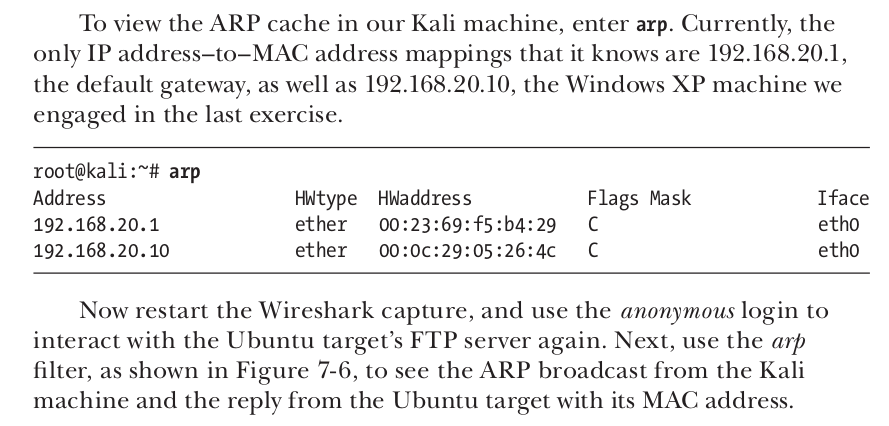 To view the ARP cache in our Kali machine, enter arp. Currently, the
only IP address–to–MAC address mappings that it knows are 192.168.20.1,
the default gateway, as well as 192.168.20.10, the Windows XP machine we
engaged in the last exercise.
root@kali:~# arp
Address HWtype HWaddress Flags Mask Iface
192.168.20.1 ether 00:23:69:f5:b4:29 C eth0
192.168.20.10 ether 00:0c:29:05:26:4c C eth0
Now restart the Wireshark capture, and use the anonymous login to
interact with the Ubuntu target’s FTP server again. Next, use the arp
filter, as shown in Figure 7-6, to see the ARP broadcast from the Kali
machine and the reply from the Ubuntu target with its MAC address.